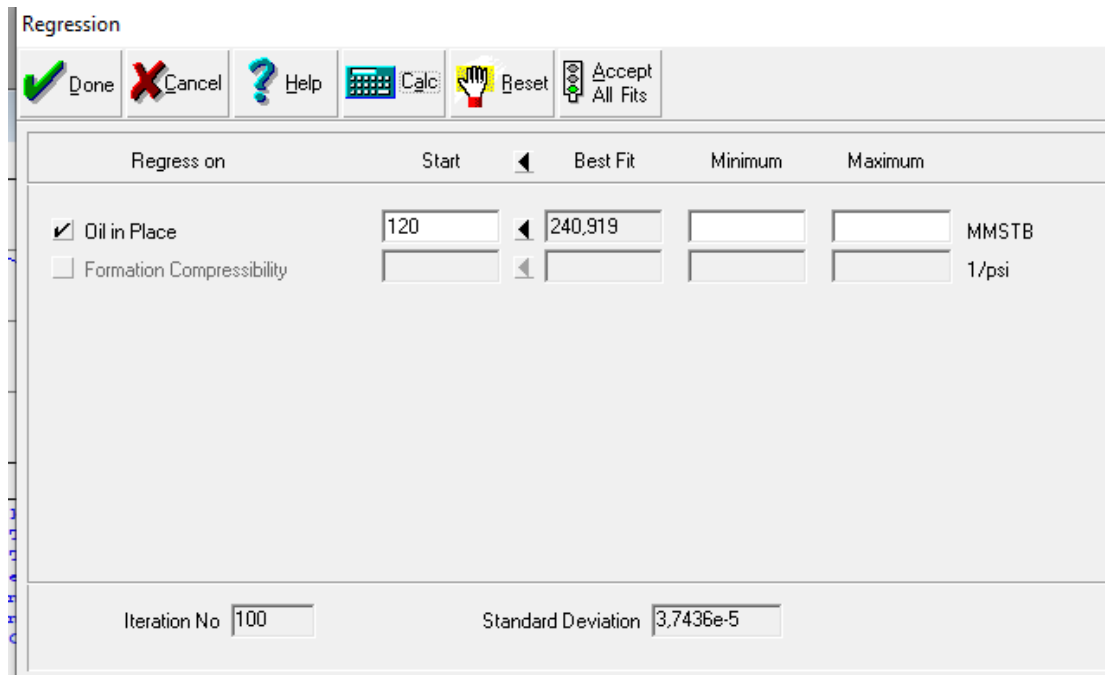 Regression
Done Cancel Help Calc Reset Accept All Fits
Regress on Start Best Fit Minimum Maximum
Oil in Place 120 240,919 MMSTB
Formation Compressibility 1/psi
Iteration No 100 Standard Deviation 3,7436e-5